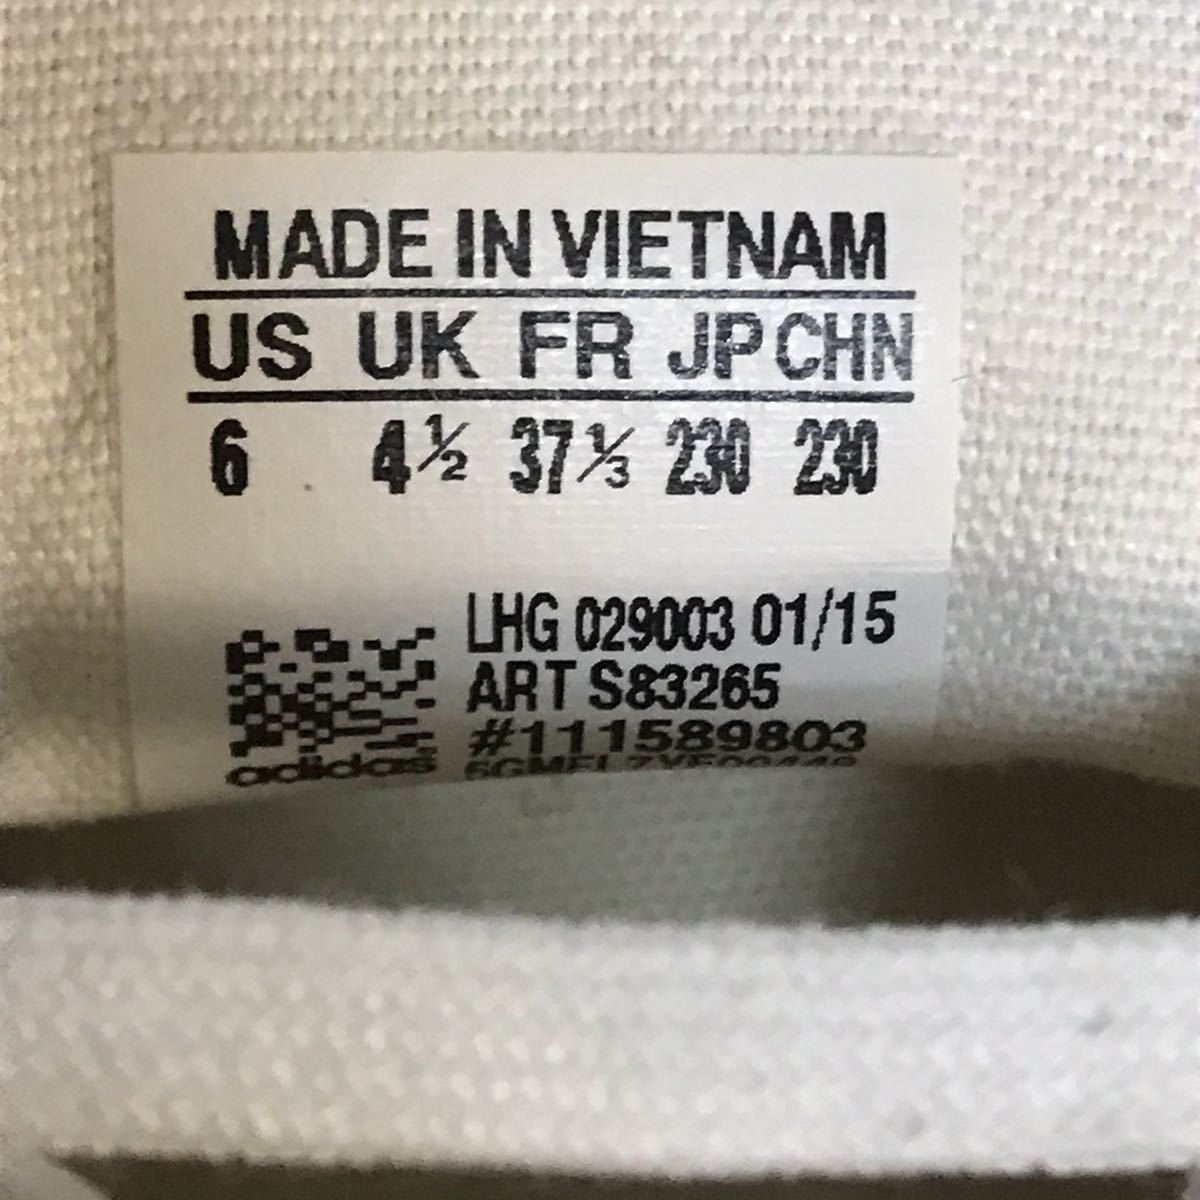 MADE IN VIETNAM
US UK FR JP CHN
6 4½ 37⅓ 230 230
LHG 029003 01/15
ART S83265
#111589803
adidas